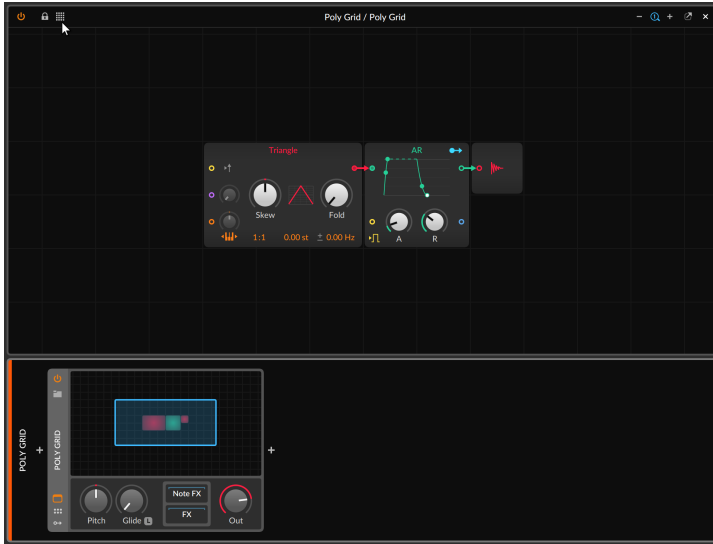 Poly Grid / Poly Grid
Triangle
AR
Skew
Fold
1:1 0.00 st ± 0.00 Hz
A
R
POLY GRID
POLY GRID
Note FX
FX
Pitch
Glide L
Out